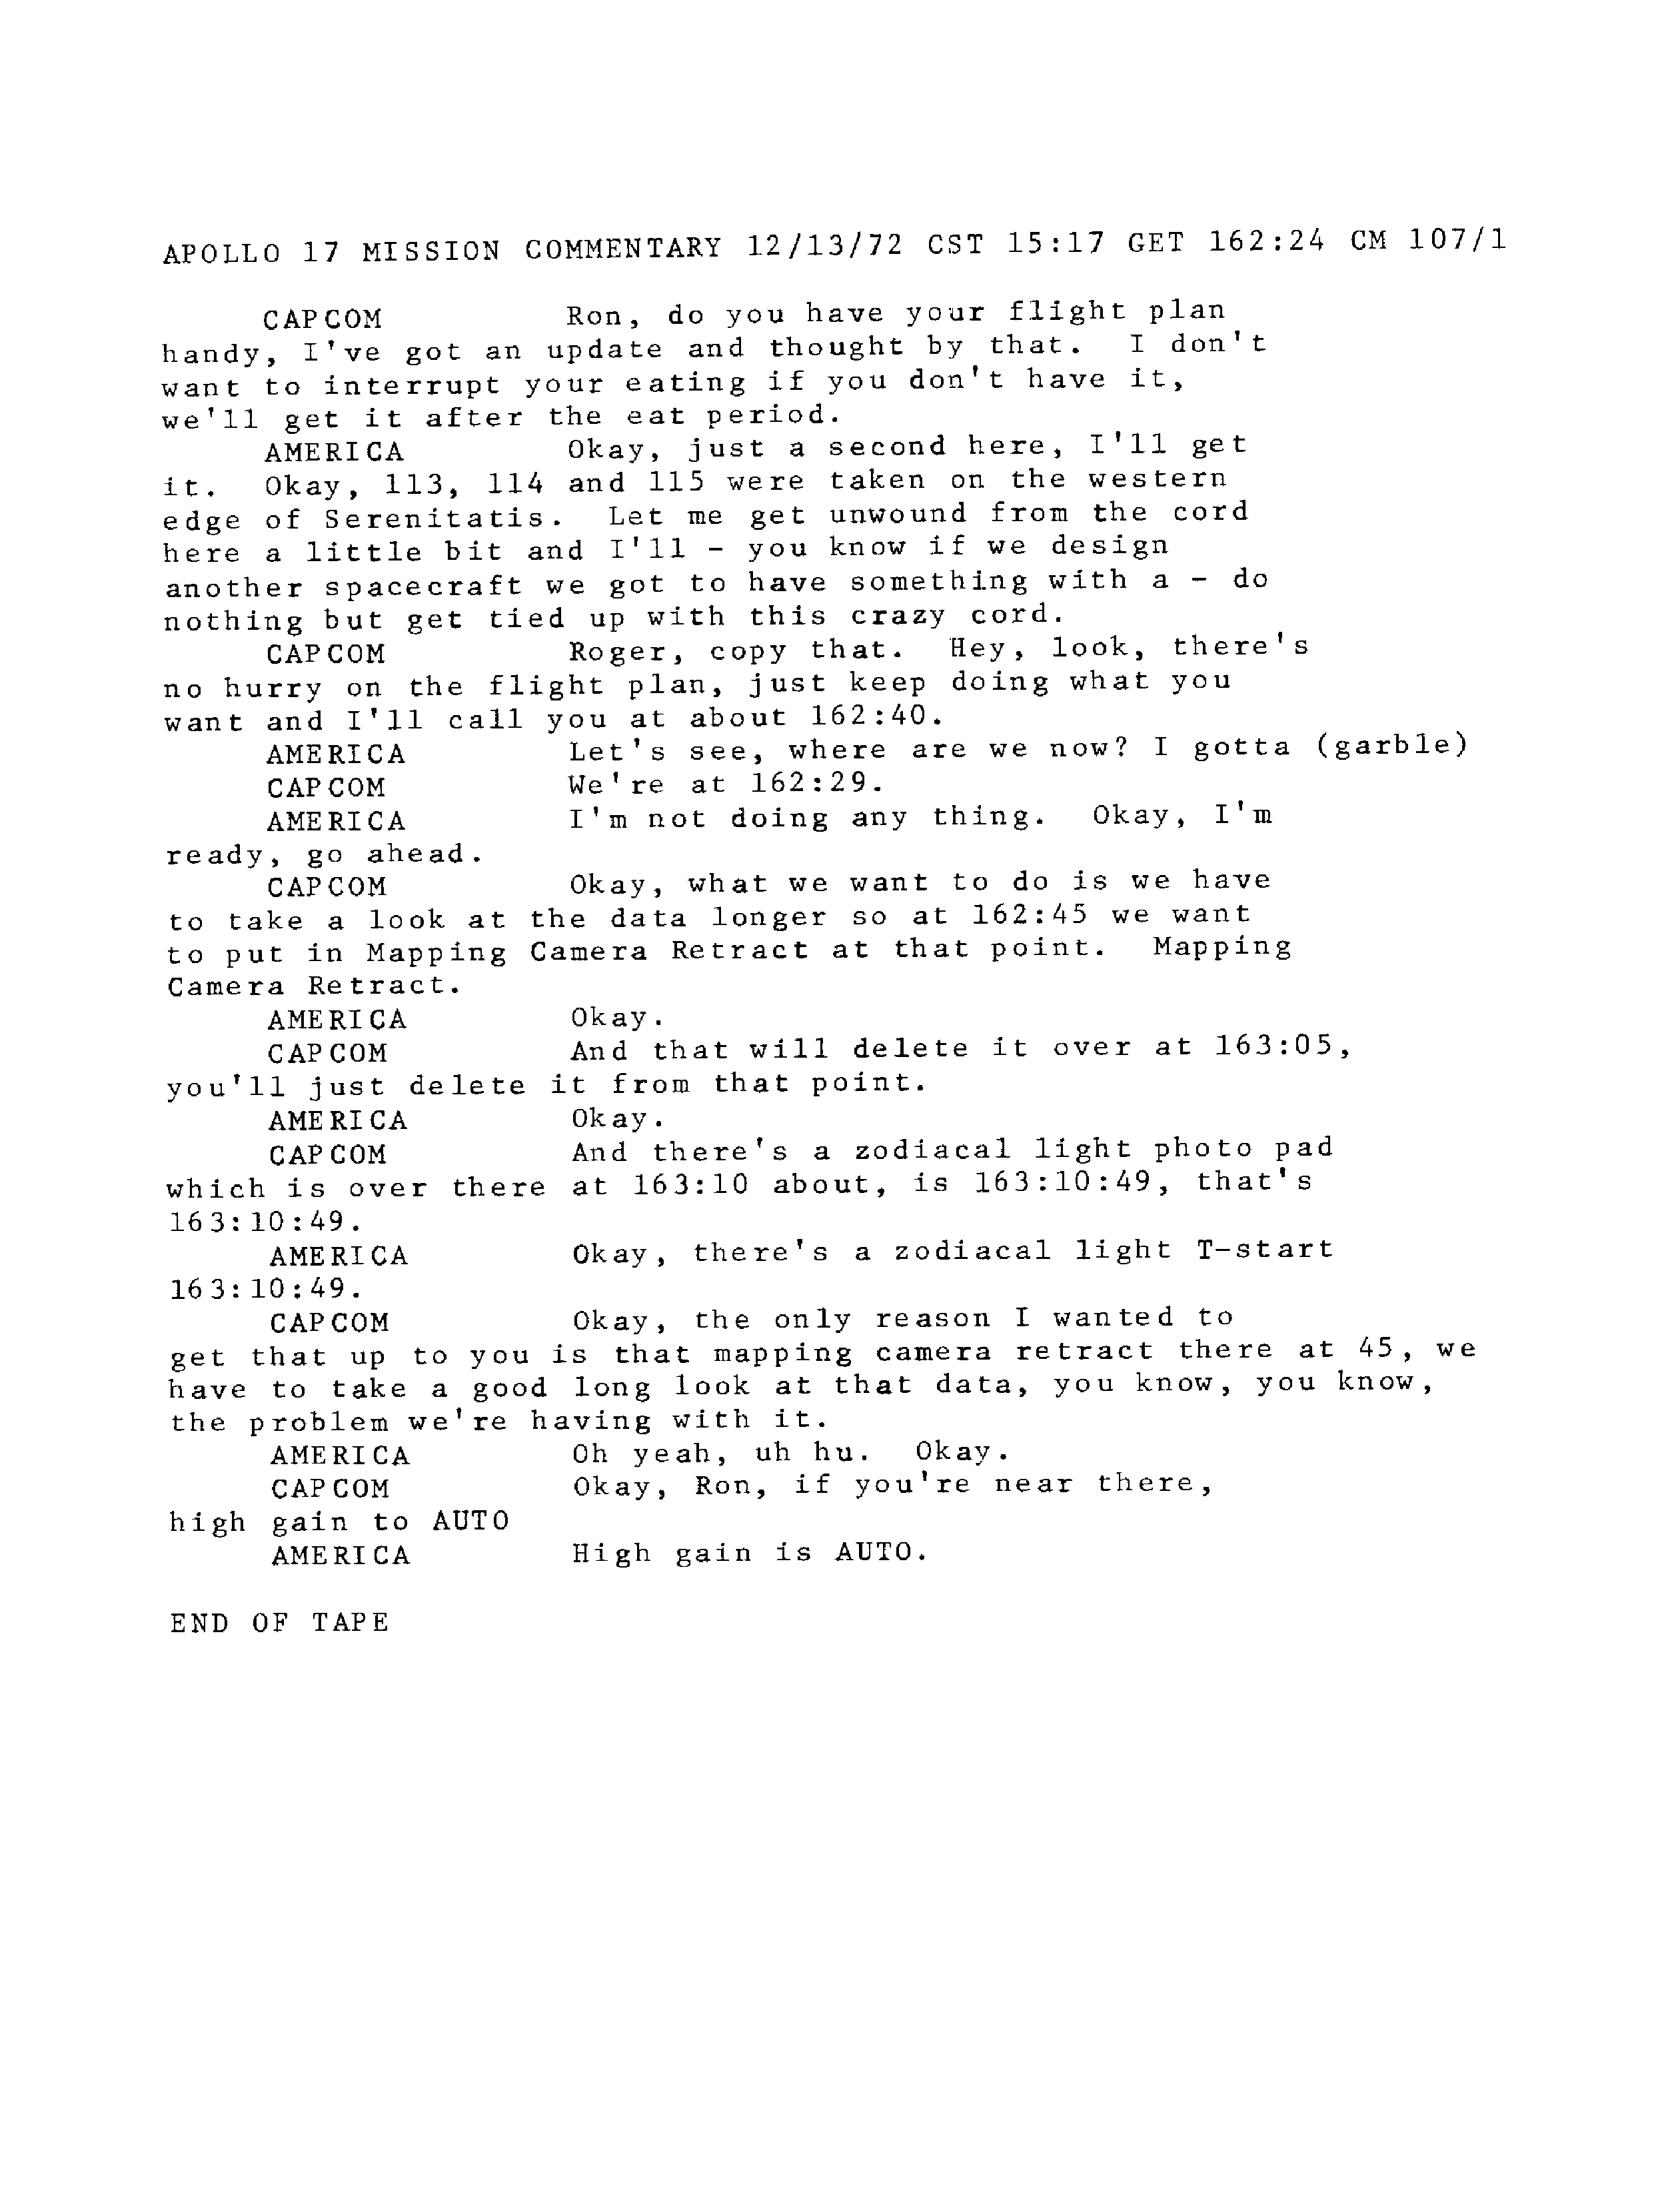 APOLLO 17 MISSION COMMENTARY 12/13/72 CST 15:17 GET 162:24 CM 107/1
CAPCOM Ron, do you have your flight plan
handy, I've got an update and thought by that. I don't
want to interrupt your eating if you don't have it,
we'll get it after the eat period.
AMERICA Okay, just a second here, I'll get
it. Okay, 113, 114 and 115 were taken on the western
edge of Serenitatis. Let me get unwound from the cord
here a little bit and I'll - you know if we design
another spacecraft we got to have something with a - do
nothing but get tied up with this crazy cord.
CAPCOM Roger, copy that. Hey, look, there's
no hurry on the flight plan, just keep doing what you
want and I'll call you at about 162:40.
AMERICA Let's see, where are we now? I gotta (garble)
CAPCOM We're at 162:29.
AMERICA I'm not doing any thing. Okay, I'm
ready, go ahead.
CAPCOM Okay, what we want to do is we have
to take a look at the data longer so at 162:45 we want
to put in Mapping Camera Retract at that point. Mapping
Camera Retract.
AMERICA Okay.
CAPCOM And that will delete it over at 163:05,
you'll just delete it from that point.
AMERICA Okay.
CAPCOM And there's a zodiacal light photo pad
which is over there at 163:10 about, is 163:10:49, that's
163:10:49.
AMERICA Okay, there's a zodiacal light T-start
163:10:49.
CAPCOM Okay, the only reason I wanted to
get that up to you is that mapping camera retract there at 45, we
have to take a good long look at that data, you know, you know,
the problem we're having with it.
AMERICA Oh yeah, uh hu. Okay.
CAPCOM Okay, Ron, if you're near there,
high gain to AUTO
AMERICA High gain is AUTO.
END OF TAPE